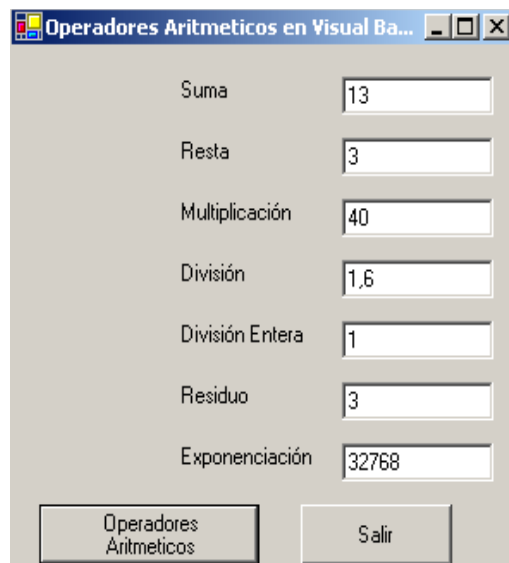 Operadores Aritmeticos en Visual Ba...
Suma 13
Resta 3
Multiplicación 40
División 1,6
División Entera 1
Residuo 3
Exponenciación 32768
Operadores
Aritmeticos
Salir